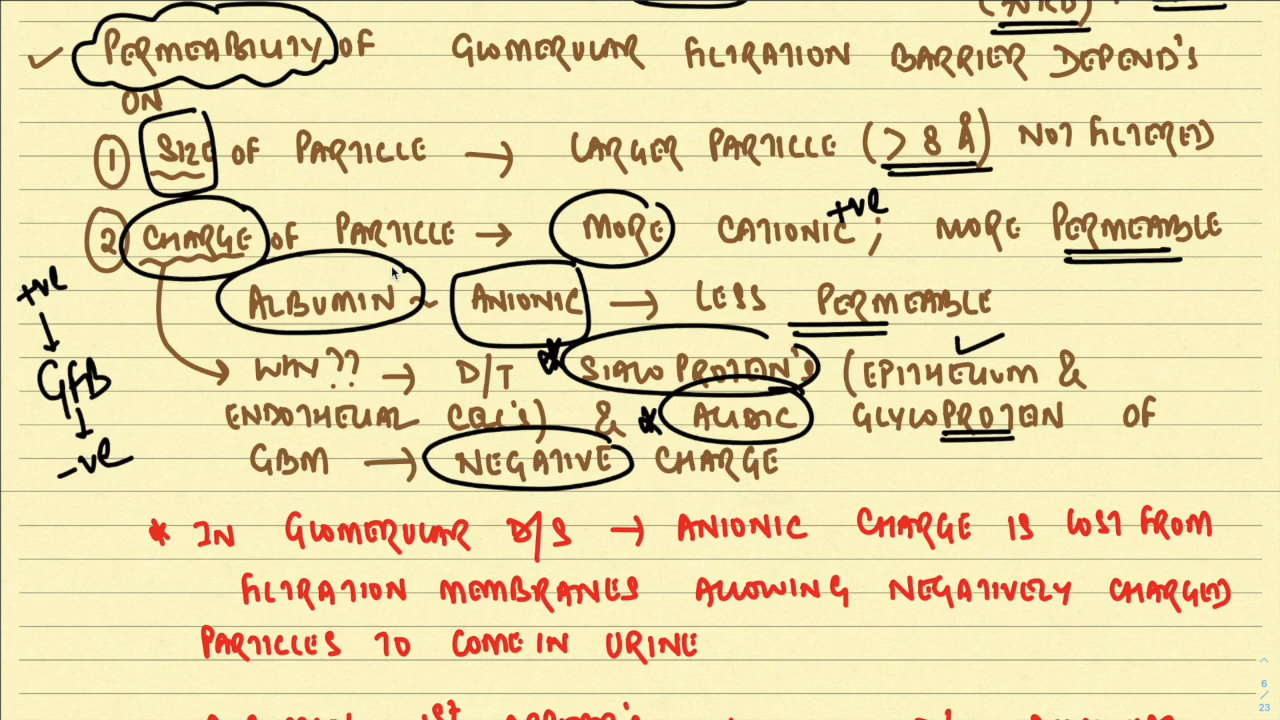 ✓ PERMEABILITY OF GLOMERULAR FILTRATION BARRIER DEPEND'S
ON
① SIZE OF PARTICLE → LARGER PARTICLE (> 8 Å) NOT FILTERED
② CHARGE OF PARTICLE → MORE CATIONIC +ve ; MORE PERMEABLE
ALBUMIN ~ ANIONIC → LESS PERMEABLE
WHY?? → D/T * SIALOPROTEIN'S (EPITHELIUM &
ENDOTHELIAL CELL'S) & * ACIDIC GLYCOPROTEIN OF
GBM → NEGATIVE CHARGE
+ve
↓
GFB
↓
-ve
* IN GLOMERULAR D/S → ANIONIC CHARGE IS LOST FROM
FILTRATION MEMBRANES ALLOWING NEGATIVELY CHARGED
PARTICLES TO COME IN URINE
1st
6
/
23